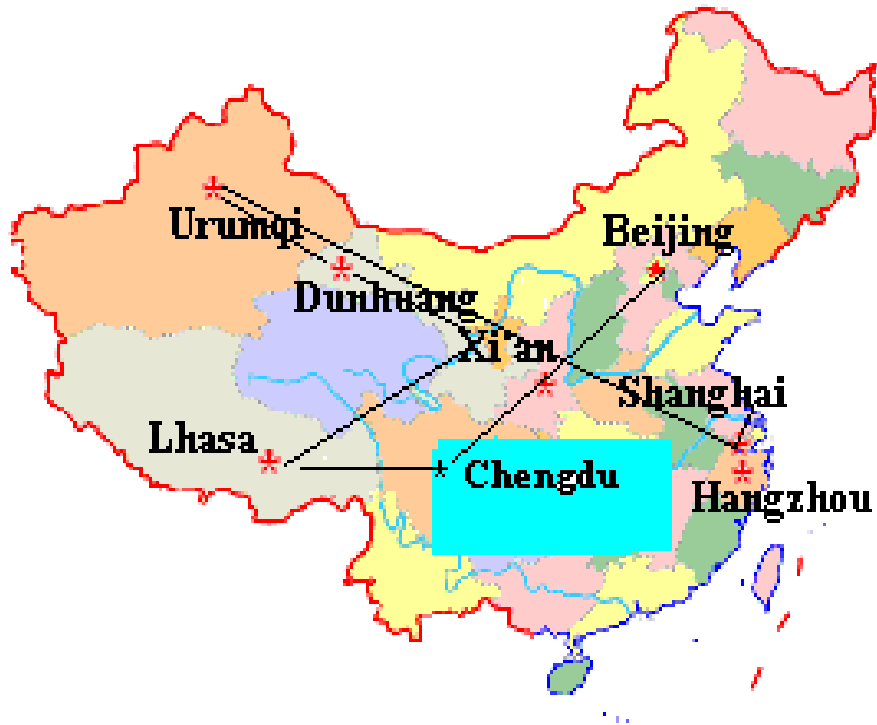 Urumqi
Beijing
Dunhuang
Xi'an
Shanghai
Lhasa
Chengdu
Hangzhou